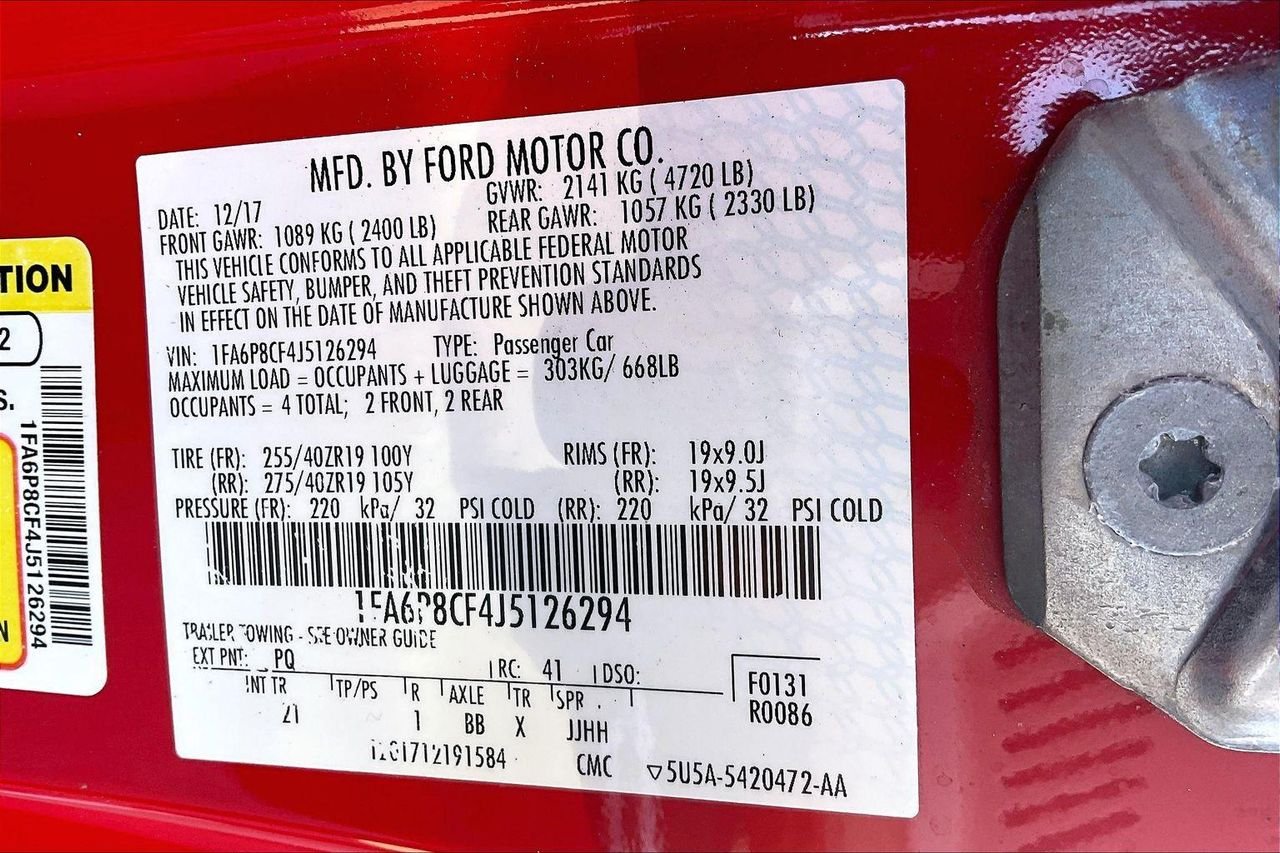 MFD. BY FORD MOTOR CO.
DATE: 12/17 GVWR: 2141 KG ( 4720 LB)
FRONT GAWR: 1089 KG ( 2400 LB) REAR GAWR: 1057 KG ( 2330 LB)
THIS VEHICLE CONFORMS TO ALL APPLICABLE FEDERAL MOTOR
VEHICLE SAFETY, BUMPER, AND THEFT PREVENTION STANDARDS
IN EFFECT ON THE DATE OF MANUFACTURE SHOWN ABOVE.
VIN: 1FA6P8CF4J5126294 TYPE: Passenger Car
MAXIMUM LOAD = OCCUPANTS + LUGGAGE = 303KG/ 668LB
OCCUPANTS = 4 TOTAL; 2 FRONT, 2 REAR
TIRE (FR): 255/40ZR19 100Y RIMS (FR): 19x9.0J
(RR): 275/40ZR19 105Y (RR): 19x9.5J
PRESSURE (FR): 220 kPa/ 32 PSI COLD (RR): 220 kPa/ 32 PSI COLD
1FA6P8CF4J5126294
TRAILER TOWING - SEE OWNER GUIDE
EXT PNT: PQ RC: 41 DSO:
INT TR TP/PS R AXLE TR SPR
21 1 BB X JJHH
F0131
R0086
CMC 5U5A-5420472-AA
TION
2
S.
1FA6P8CF4J5126294
N